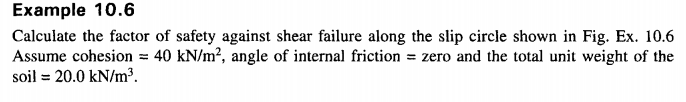 Example 10.6
Calculate the factor of safety against shear failure along the slip circle shown in Fig. Ex. 10.6
Assume cohesion = 40 kN/m², angle of internal friction = zero and the total unit weight of the
soil = 20.0 kN/m³.